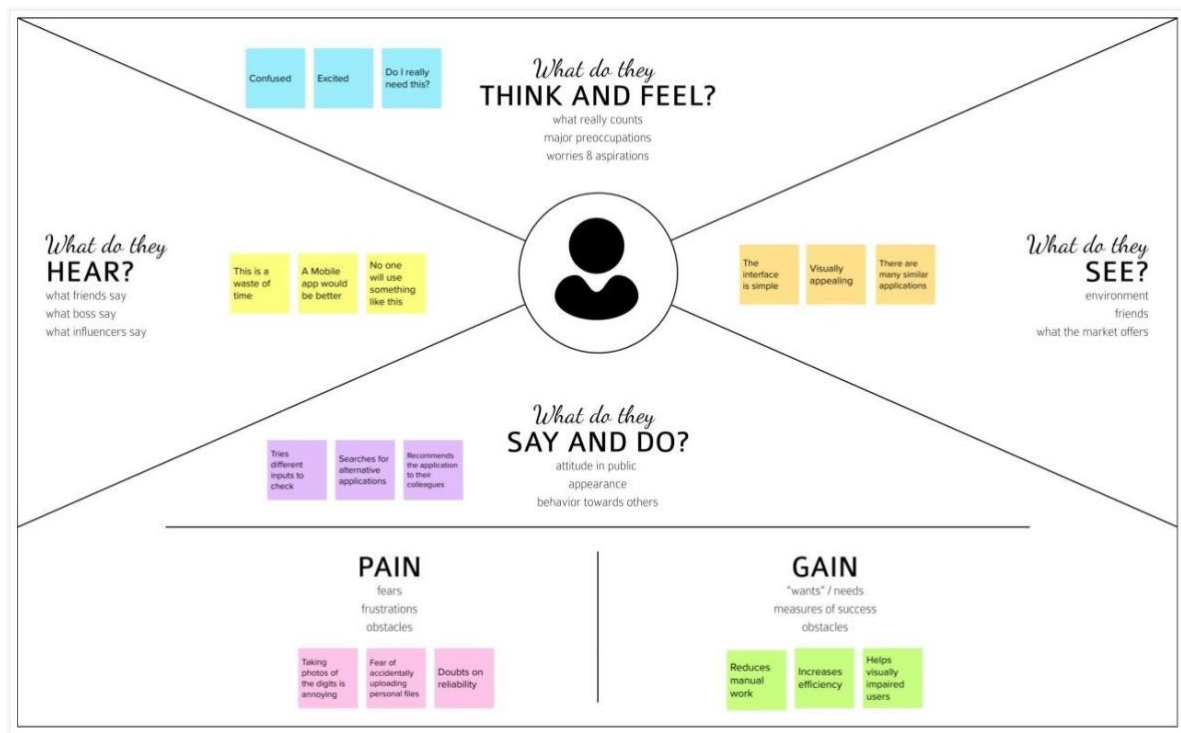 Confused
Excited
Do I really
need this?
What do they
THINK AND FEEL?
what really counts
major preoccupations
worries & aspirations
What do they
HEAR?
what friends say
what boss say
what influencers say
This is a
waste of
time
A Mobile
app would
be better
No one
will use
something
like this
The
interface
is simple
Visually
appealing
There are
many similar
applications
What do they
SEE?
environment
friends
what the market offers
What do they
SAY AND DO?
attitude in public
appearance
behavior towards others
Tries
different
inputs to
check
Searches for
alternative
applications
Recommends
the application
to their
colleagues
PAIN
fears
frustrations
obstacles
Taking
photos of
the digits is
annoying
Fear of
accidentally
uploading
personal files
Doubts on
reliability
GAIN
"wants" / needs
measures of success
obstacles
Reduces
manual
work
Increases
efficiency
Helps
visually
impaired
users